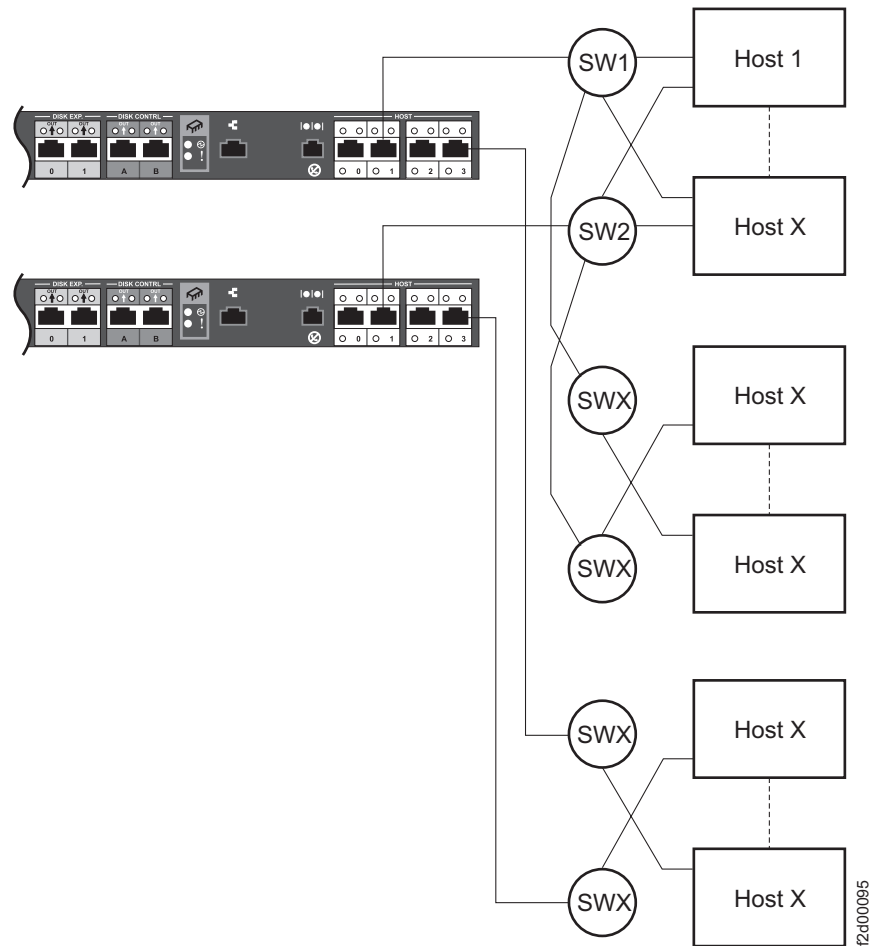 SW1
Host 1
DISK EXP.
DISK CONTRL
HOST
OUT OUT OUT OUT
!
0 1 A B 0 1 2 3
SW2
Host X
DISK EXP.
DISK CONTRL
HOST
OUT OUT OUT OUT
!
0 1 A B 0 1 2 3
SWX
Host X
SWX
Host X
SWX
Host X
SWX
Host X
f2d00095